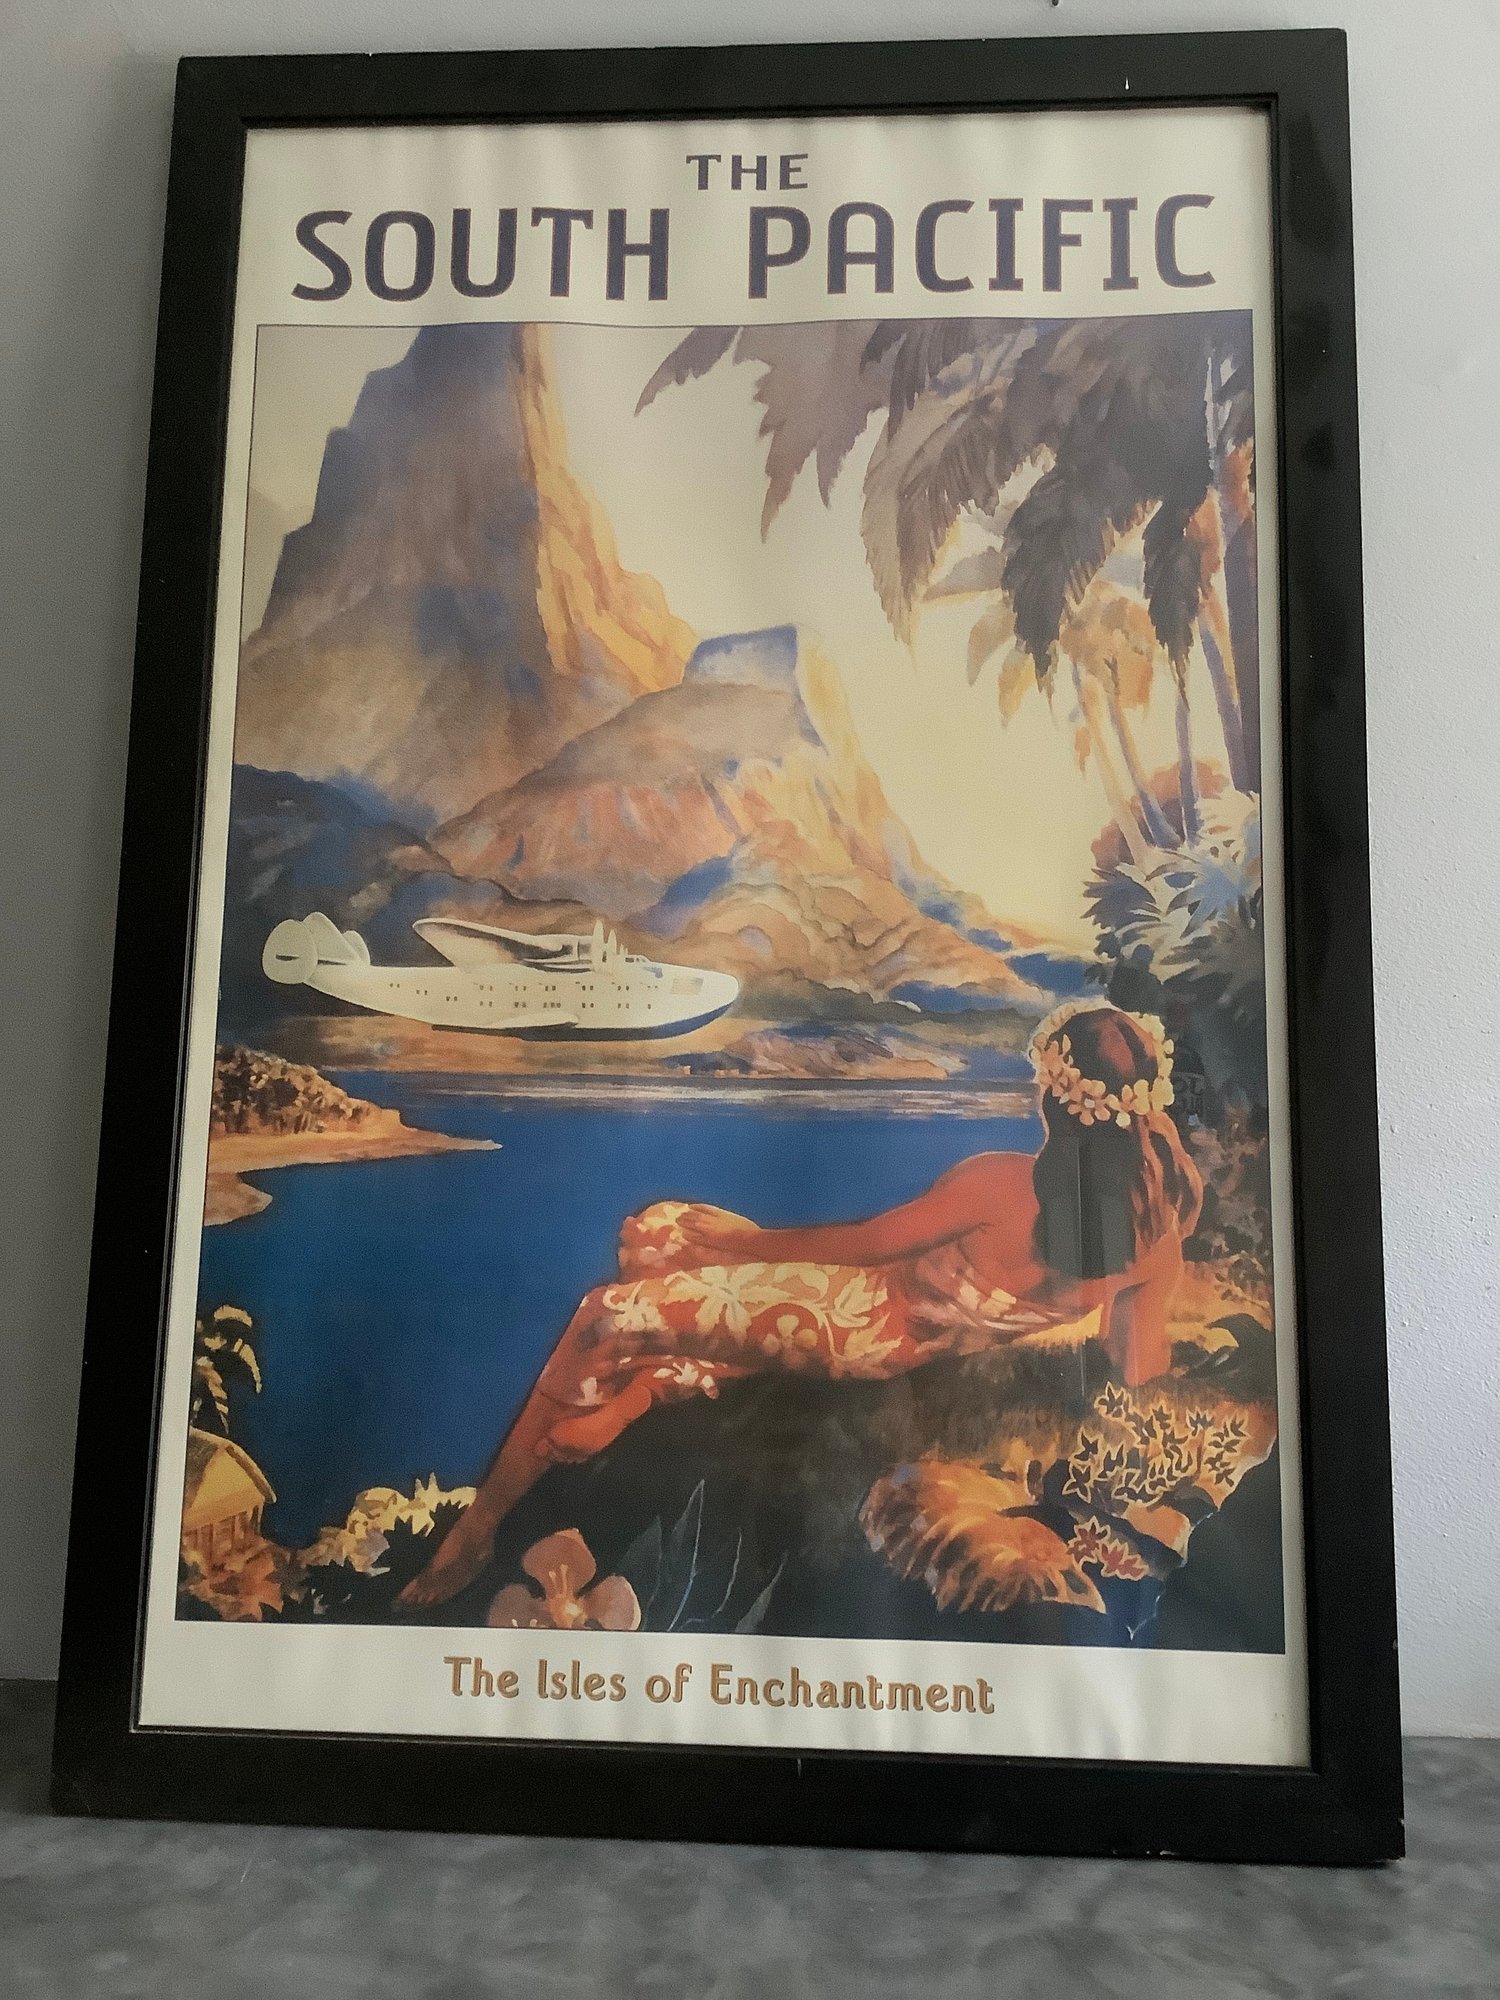 THE
SOUTH PACIFIC
The Isles of Enchantment